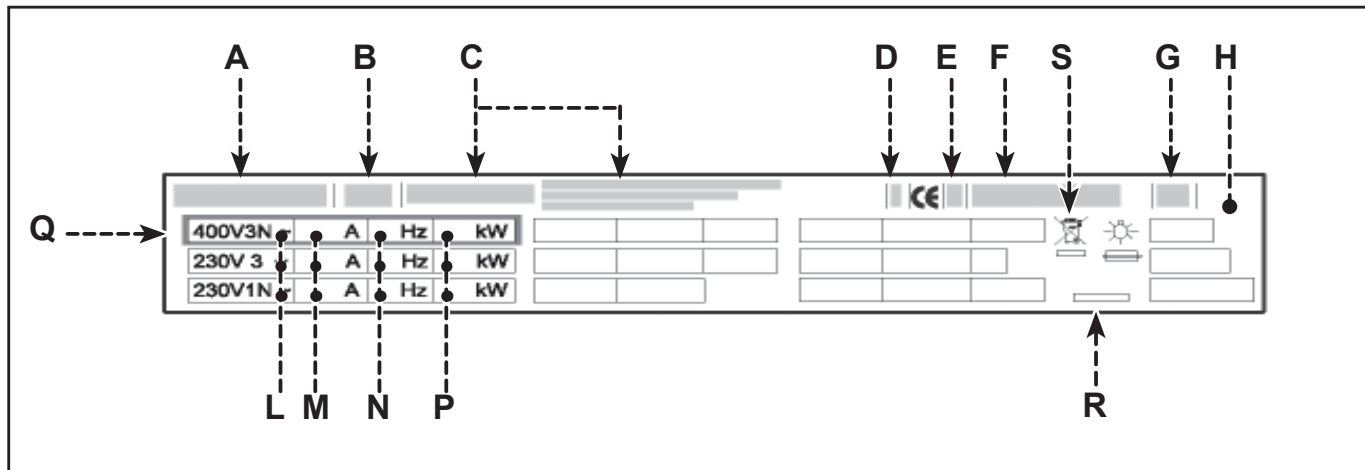 A B C D E F S G H
CE
Q
400V3N~ A Hz kW
230V 3 ~ A Hz kW
230V1N~ A Hz kW
L M N P R